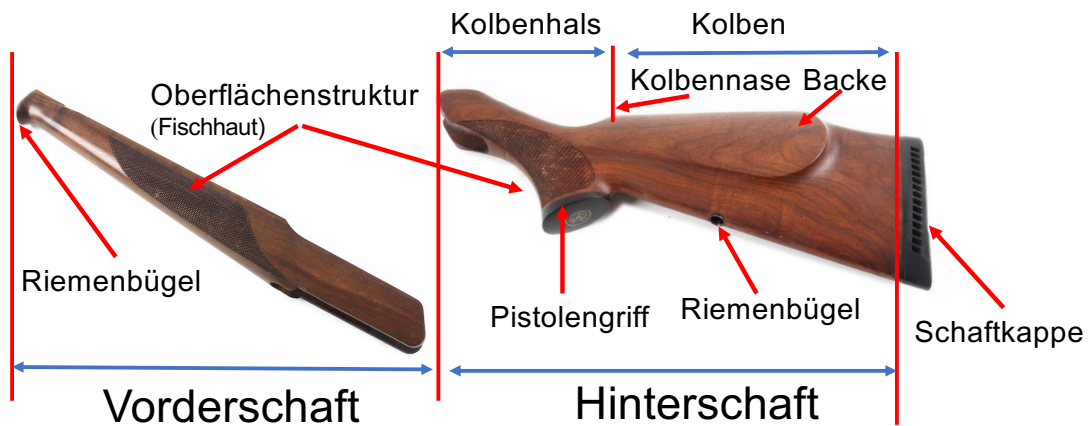 Kolbenhals
Kolben
Kolbennase Backe
Oberflächenstruktur
(Fischhaut)
Riemenbügel
Pistolengriff
Riemenbügel
Schaftkappe
Vorderschaft
Hinterschaft